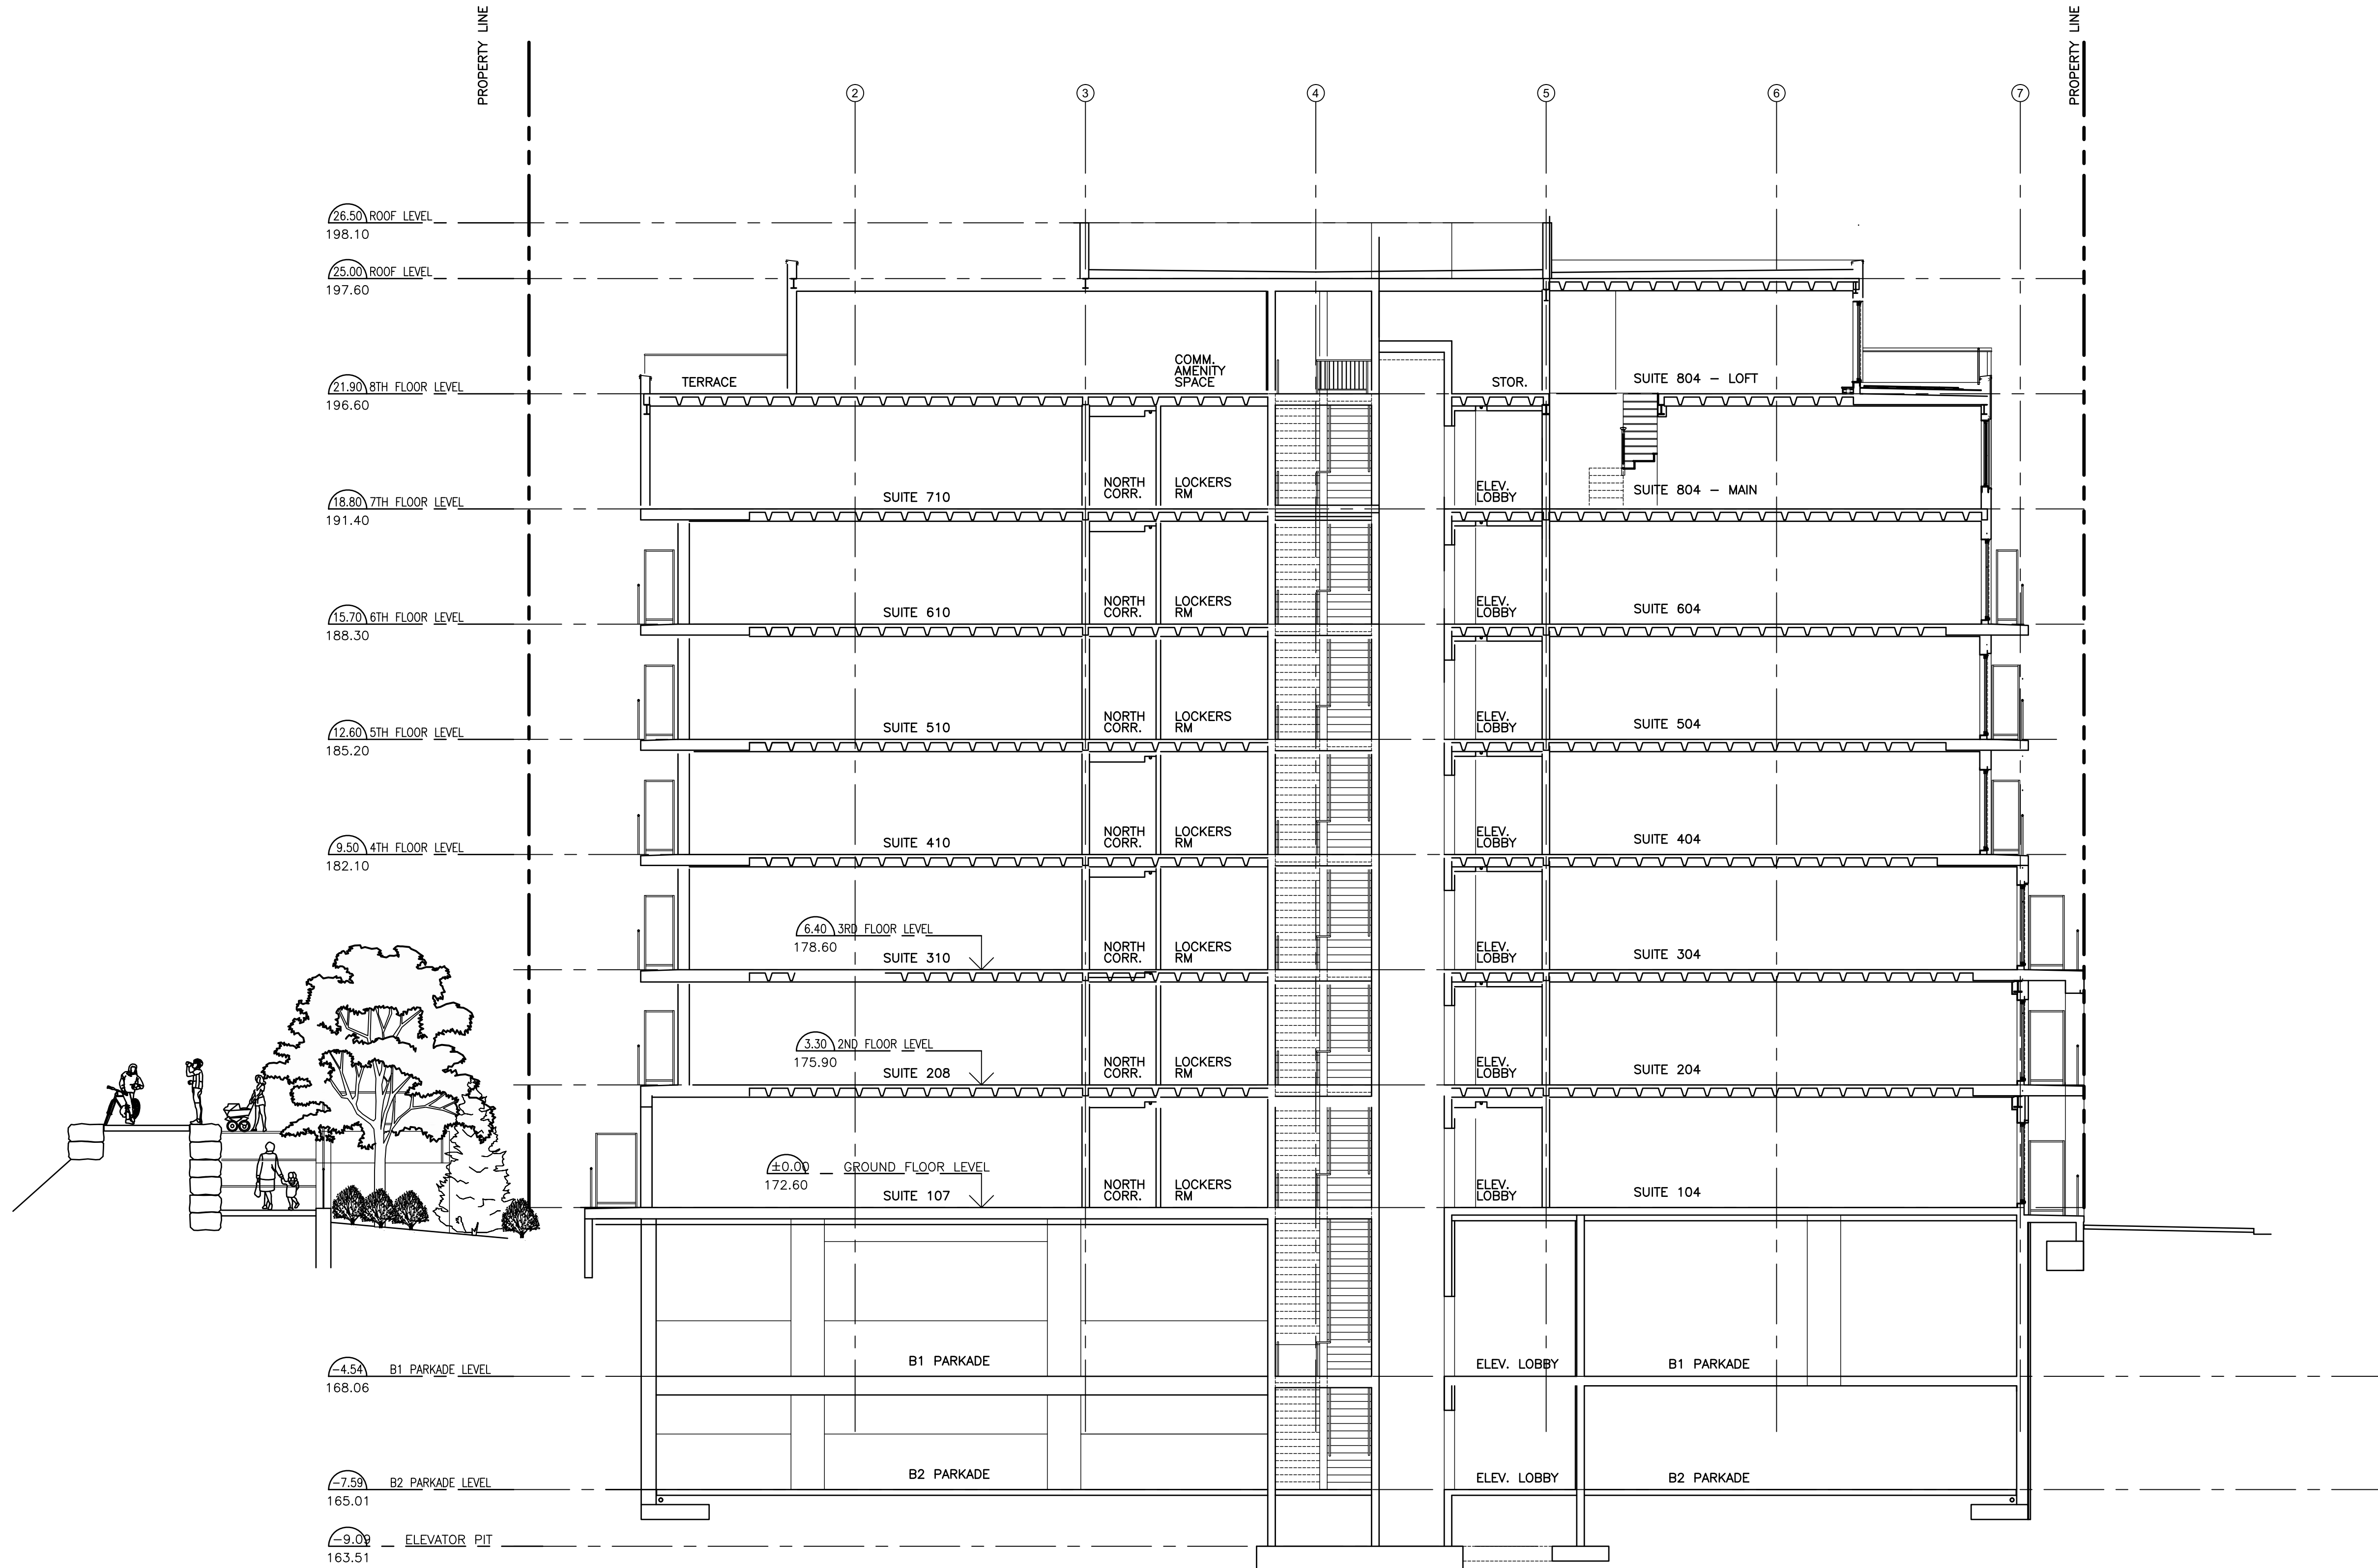 PROPERTY LINE
PROPERTY LINE
2
3
4
5
6
7
26.50 ROOF LEVEL
198.10
25.00 ROOF LEVEL
197.60
COMM.
AMENITY
SPACE
21.90 8TH FLOOR LEVEL
196.60
TERRACE
STOR.
SUITE 804 – LOFT
18.80 7TH FLOOR LEVEL
191.40
SUITE 710
NORTH
CORR.
LOCKERS
RM
ELEV.
LOBBY
SUITE 804 – MAIN
15.70 6TH FLOOR LEVEL
188.30
SUITE 610
NORTH
CORR.
LOCKERS
RM
ELEV.
LOBBY
SUITE 604
12.60 5TH FLOOR LEVEL
185.20
SUITE 510
NORTH
CORR.
LOCKERS
RM
ELEV.
LOBBY
SUITE 504
9.50 4TH FLOOR LEVEL
182.10
SUITE 410
NORTH
CORR.
LOCKERS
RM
ELEV.
LOBBY
SUITE 404
6.40 3RD FLOOR LEVEL
178.60
SUITE 310
NORTH
CORR.
LOCKERS
RM
ELEV.
LOBBY
SUITE 304
3.30 2ND FLOOR LEVEL
175.90
SUITE 208
NORTH
CORR.
LOCKERS
RM
ELEV.
LOBBY
SUITE 204
±0.00 GROUND FLOOR LEVEL
172.60
SUITE 107
NORTH
CORR.
LOCKERS
RM
ELEV.
LOBBY
SUITE 104
-4.54 B1 PARKADE LEVEL
168.06
B1 PARKADE
ELEV. LOBBY
B1 PARKADE
-7.59 B2 PARKADE LEVEL
165.01
B2 PARKADE
ELEV. LOBBY
B2 PARKADE
-9.09 ELEVATOR PIT
163.51